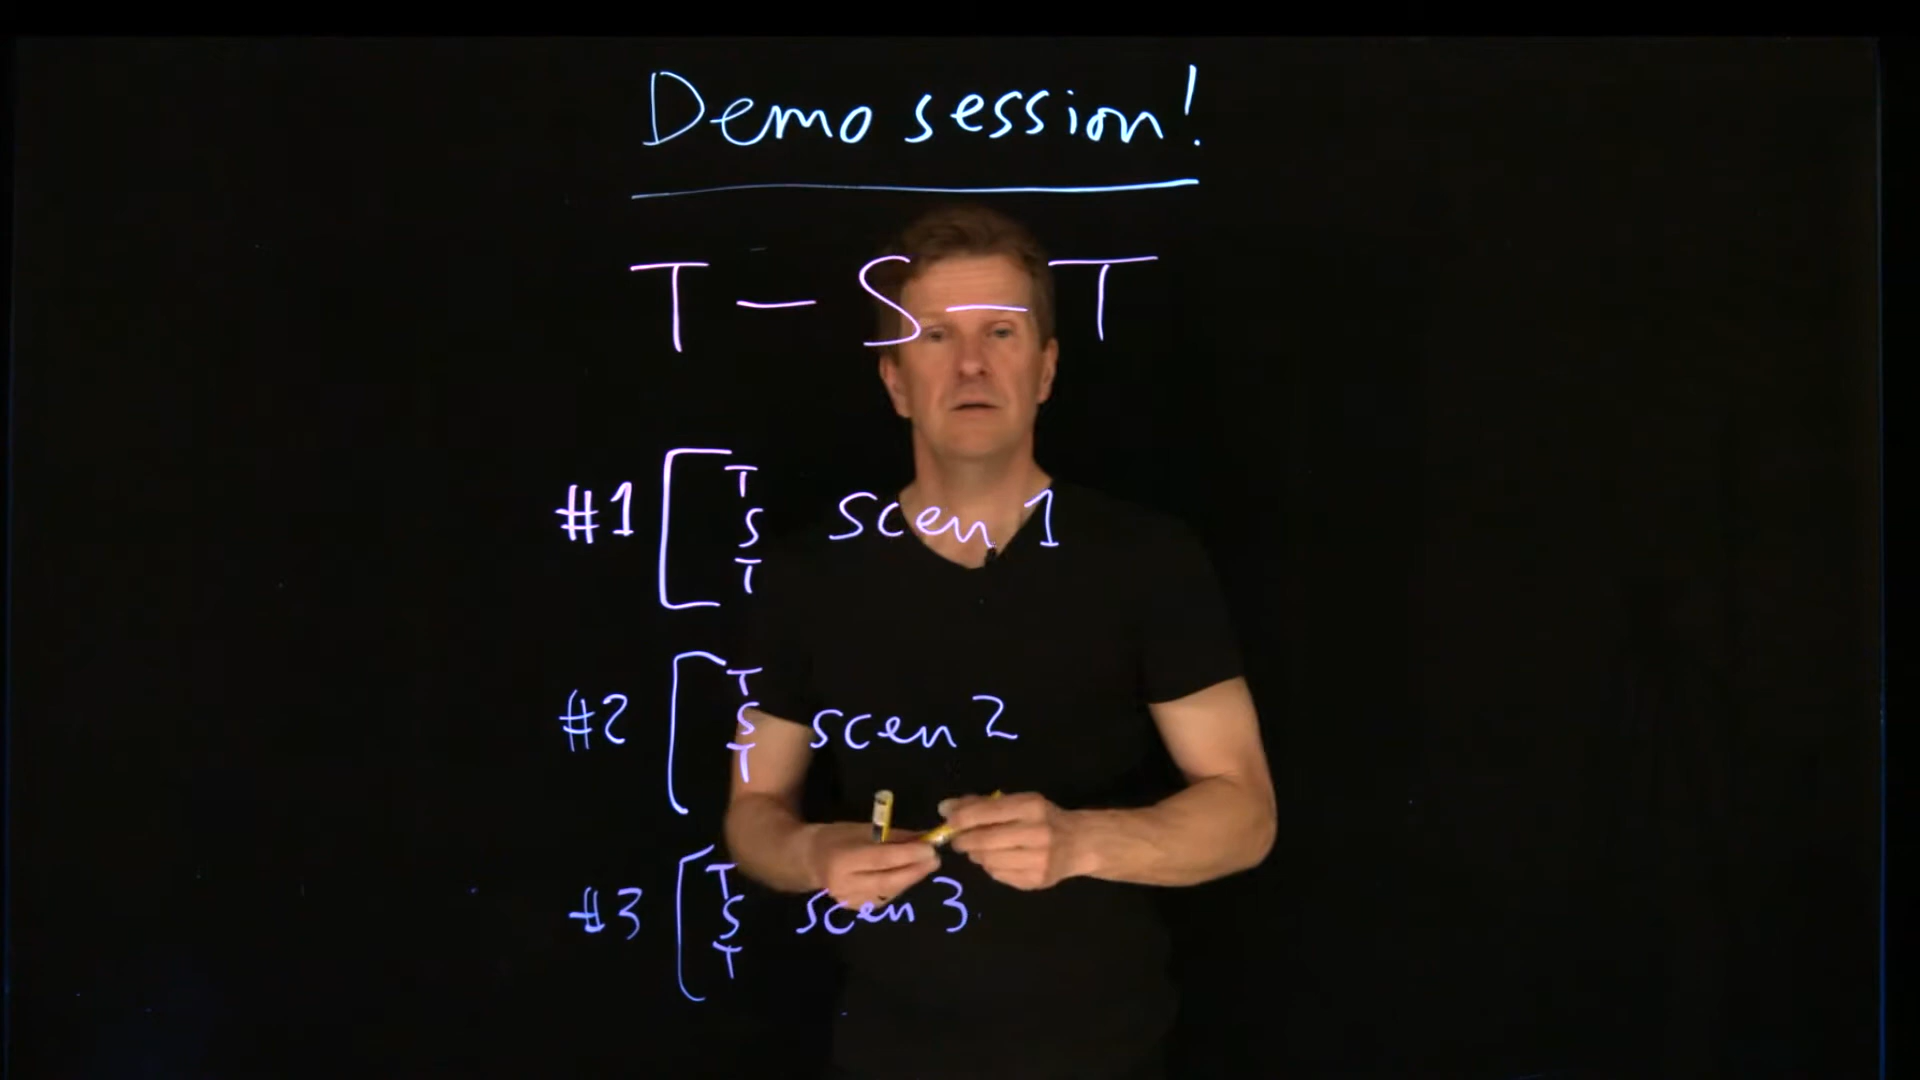 Demo session!
T — S — T
#1 [ T
S scen 1
T
#2 [ T
S scen 2
T
#3 [ T
S scen 3
T